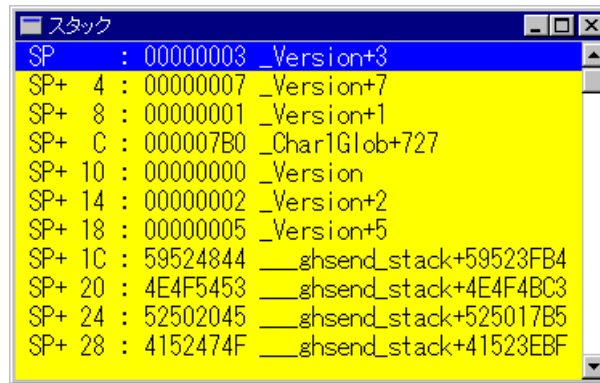 スタック
SP : 00000003 _Version+3
SP+ 4 : 00000007 _Version+7
SP+ 8 : 00000001 _Version+1
SP+ C : 000007B0 _Char1Glob+727
SP+ 10 : 00000000 _Version
SP+ 14 : 00000002 _Version+2
SP+ 18 : 00000005 _Version+5
SP+ 1C : 59524844 ___ghsend_stack+59523FB4
SP+ 20 : 4E4F5453 ___ghsend_stack+4E4F4BC3
SP+ 24 : 52502045 ___ghsend_stack+525017B5
SP+ 28 : 4152474F ___ghsend_stack+41523EBF